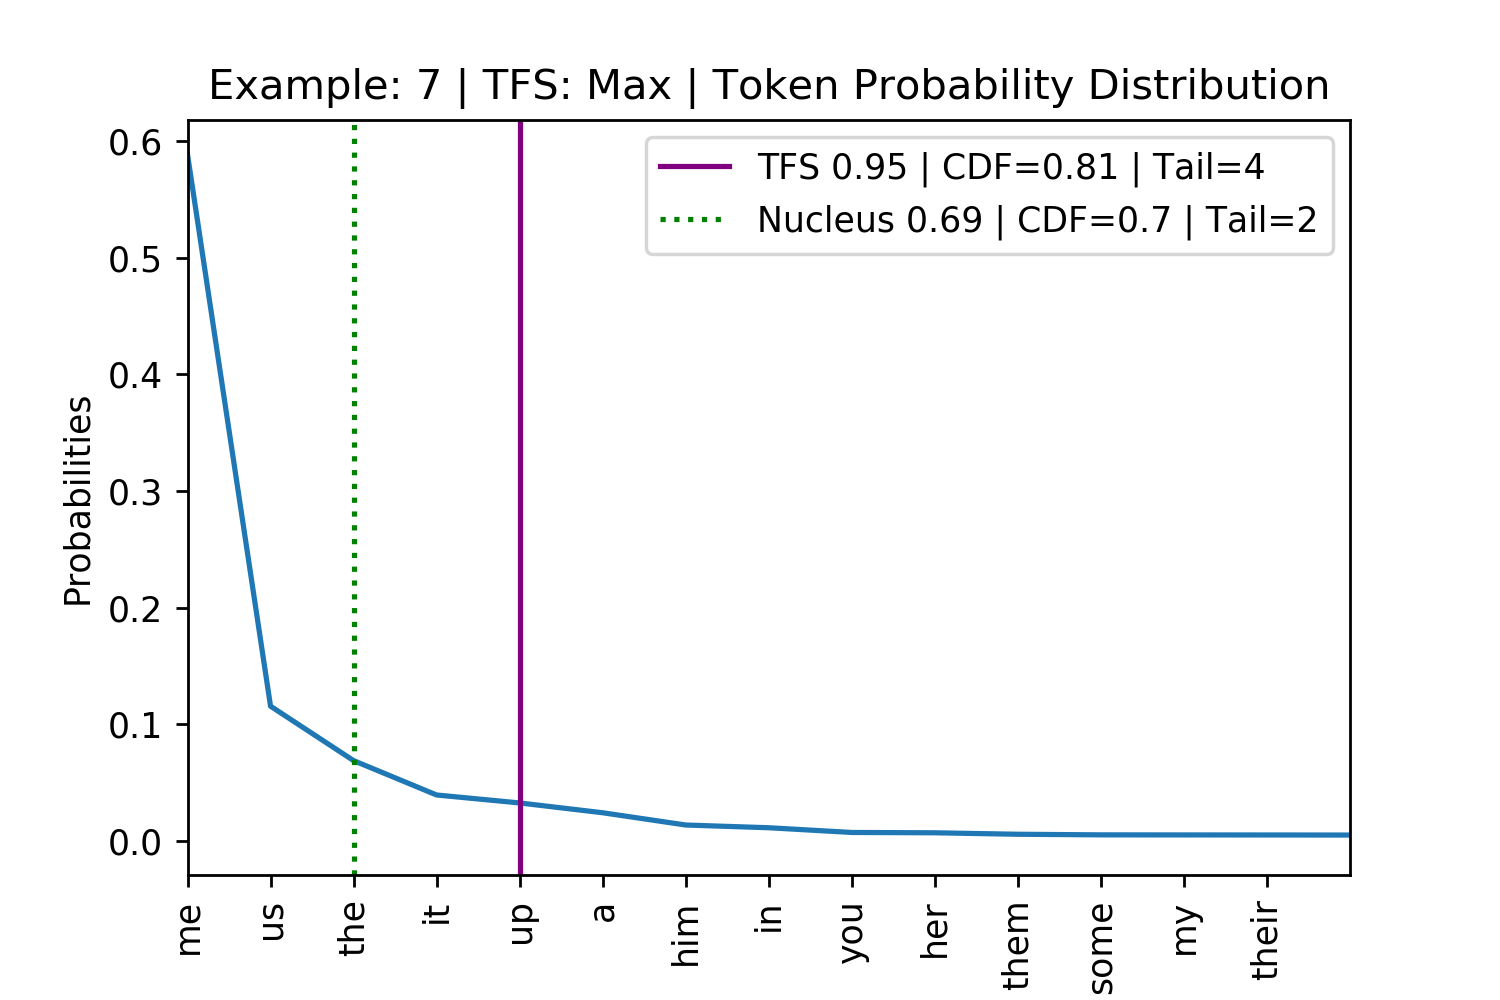 Example: 7 | TFS: Max | Token Probability Distribution
TFS 0.95 | CDF=0.81 | Tail=4
Nucleus 0.69 | CDF=0.7 | Tail=2
Probabilities
0.6
0.5
0.4
0.3
0.2
0.1
0.0
me
us
the
it
up
a
him
in
you
her
them
some
my
their